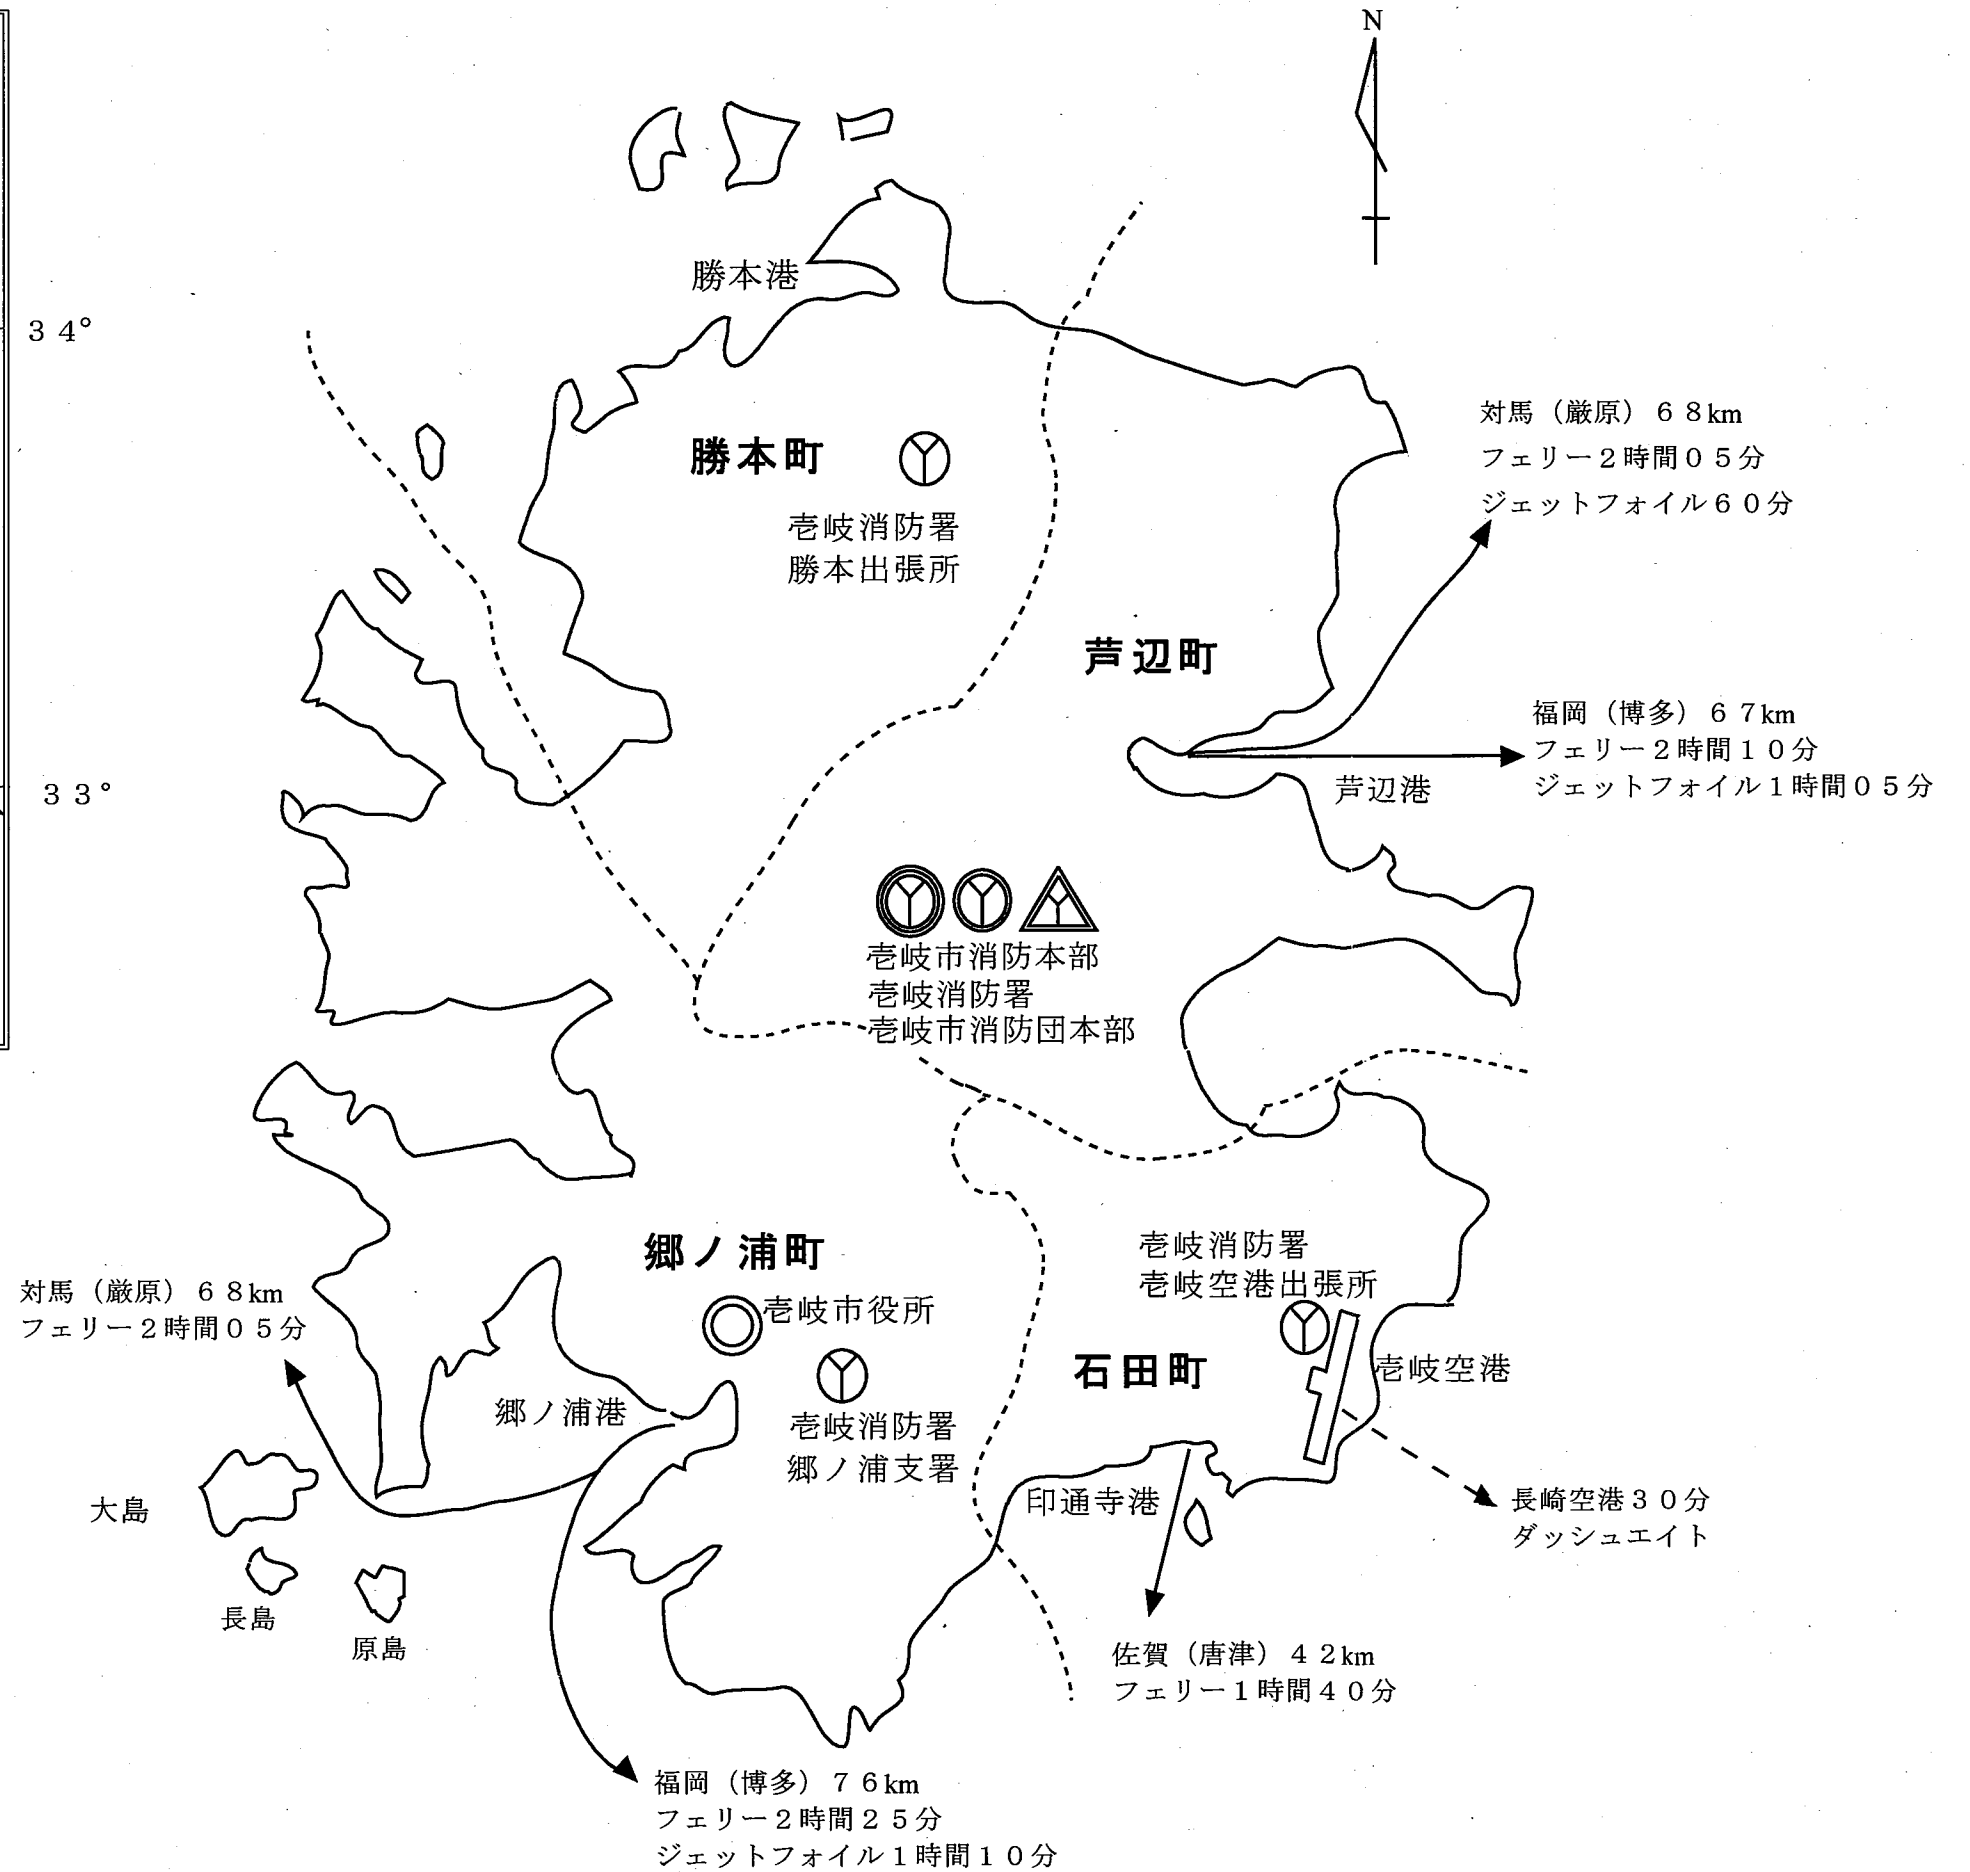 N
勝本港
３４°
対馬（厳原）６８km
フェリー２時間０５分
ジェットフォイル６０分
勝本町
壱岐消防署
勝本出張所
芦辺町
福岡（博多）６７km
フェリー２時間１０分
ジェットフォイル１時間０５分
芦辺港
３３°
壱岐市消防本部
壱岐消防署
壱岐市消防団本部
郷ノ浦町
壱岐消防署
壱岐空港出張所
対馬（厳原）６８km
フェリー２時間０５分
壱岐市役所
石田町
壱岐空港
郷ノ浦港
壱岐消防署
郷ノ浦支署
大島
印通寺港
長崎空港３０分
ダッシュエイト
長島
原島
佐賀（唐津）４２km
フェリー１時間４０分
福岡（博多）７６km
フェリー２時間２５分
ジェットフォイル１時間１０分